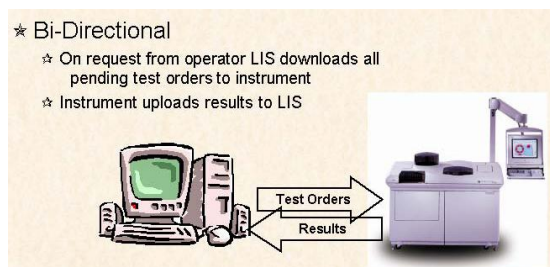 Bi-Directional
On request from operator LIS downloads all
pending test orders to instrument
Instrument uploads results to LIS
Test Orders
Results